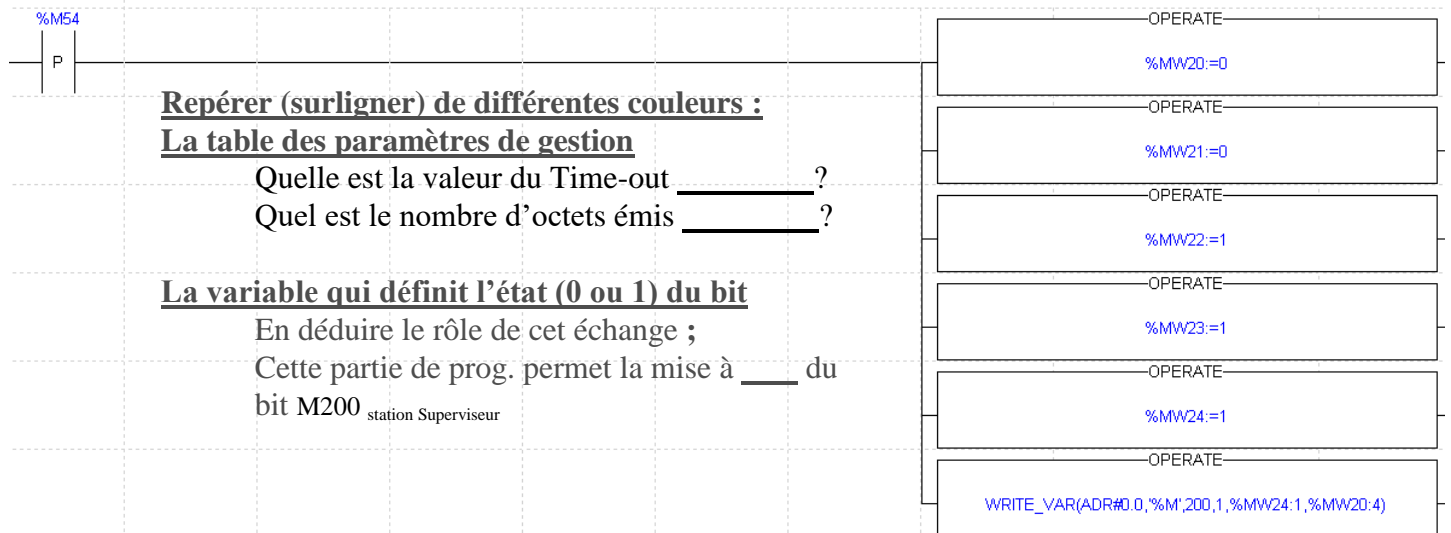 %M54
P
Repérer (surligner) de différentes couleurs :
La table des paramètres de gestion
Quelle est la valeur du Time-out _________?
Quel est le nombre d’octets émis _________?
La variable qui définit l’état (0 ou 1) du bit
En déduire le rôle de cet échange ;
Cette partie de prog. permet la mise à ____ du
bit M200 station Superviseur
OPERATE
%MW20:=0
OPERATE
%MW21:=0
OPERATE
%MW22:=1
OPERATE
%MW23:=1
OPERATE
%MW24:=1
OPERATE
WRITE_VAR(ADR#0.0,'%M',200,1,%MW24:1,%MW20:4)